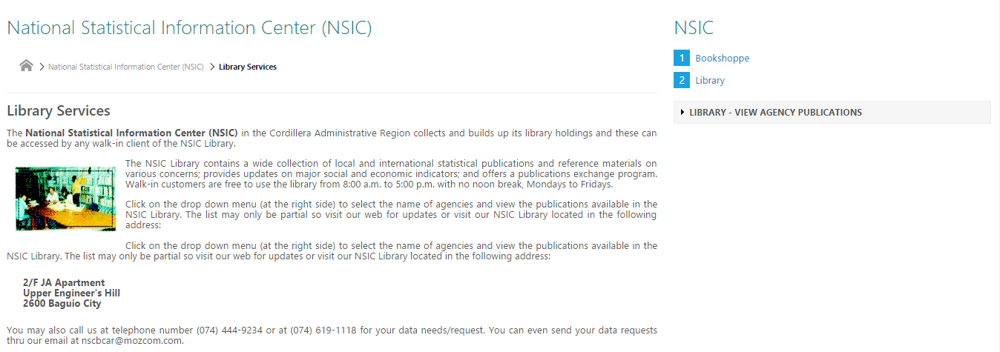 National Statistical Information Center (NSIC)
National Statistical Information Center (NSIC) Library Services
Library Services
The National Statistical Information Center (NSIC) in the Cordillera Administrative Region collects and builds up its library holdings and these can
be accessed by any walk-in client of the NSIC Library.
The NSIC Library contains a wide collection of local and international statistical publications and reference materials on
various concerns; provides updates on major social and economic indicators; and offers a publications exchange program.
Walk-in customers are free to use the library from 8:00 a.m. to 5:00 p.m. with no noon break, Mondays to Fridays.
Click on the drop down menu (at the right side) to select the name of agencies and view the publications available in the
NSIC Library. The list may only be partial so visit our web for updates or visit our NSIC Library located in the following
address:
Click on the drop down menu (at the right side) to select the name of agencies and view the publications available in the
NSIC Library. The list may only be partial so visit our web for updates or visit our NSIC Library located in the following address:
2/F JA Apartment
Upper Engineer's Hill
2600 Baguio City
You may also call us at telephone number (074) 444-9234 or at (074) 619-1118 for your data needs/request. You can even send your data requests
thru our email at nscbcar@mozcom.com.
NSIC
1 Bookshoppe
2 Library
LIBRARY - VIEW AGENCY PUBLICATIONS